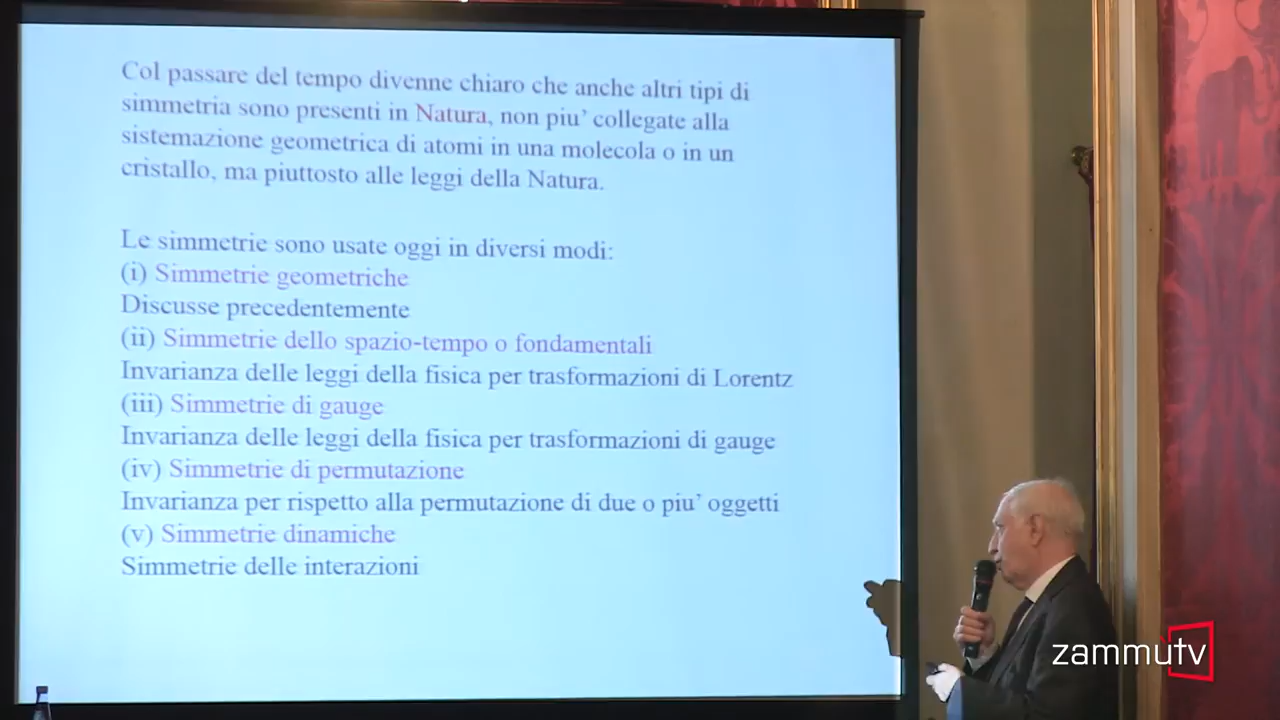 Col passare del tempo divenne chiaro che anche altri tipi di
simmetria sono presenti in Natura, non piu' collegate alla
sistemazione geometrica di atomi in una molecola o in un
cristallo, ma piuttosto alle leggi della Natura.
Le simmetrie sono usate oggi in diversi modi:
(i) Simmetrie geometriche
Discusse precedentemente
(ii) Simmetrie dello spazio-tempo o fondamentali
Invarianza delle leggi della fisica per trasformazioni di Lorentz
(iii) Simmetrie di gauge
Invarianza delle leggi della fisica per trasformazioni di gauge
(iv) Simmetrie di permutazione
Invarianza per rispetto alla permutazione di due o piu' oggetti
(v) Simmetrie dinamiche
Simmetrie delle interazioni
zammùtv